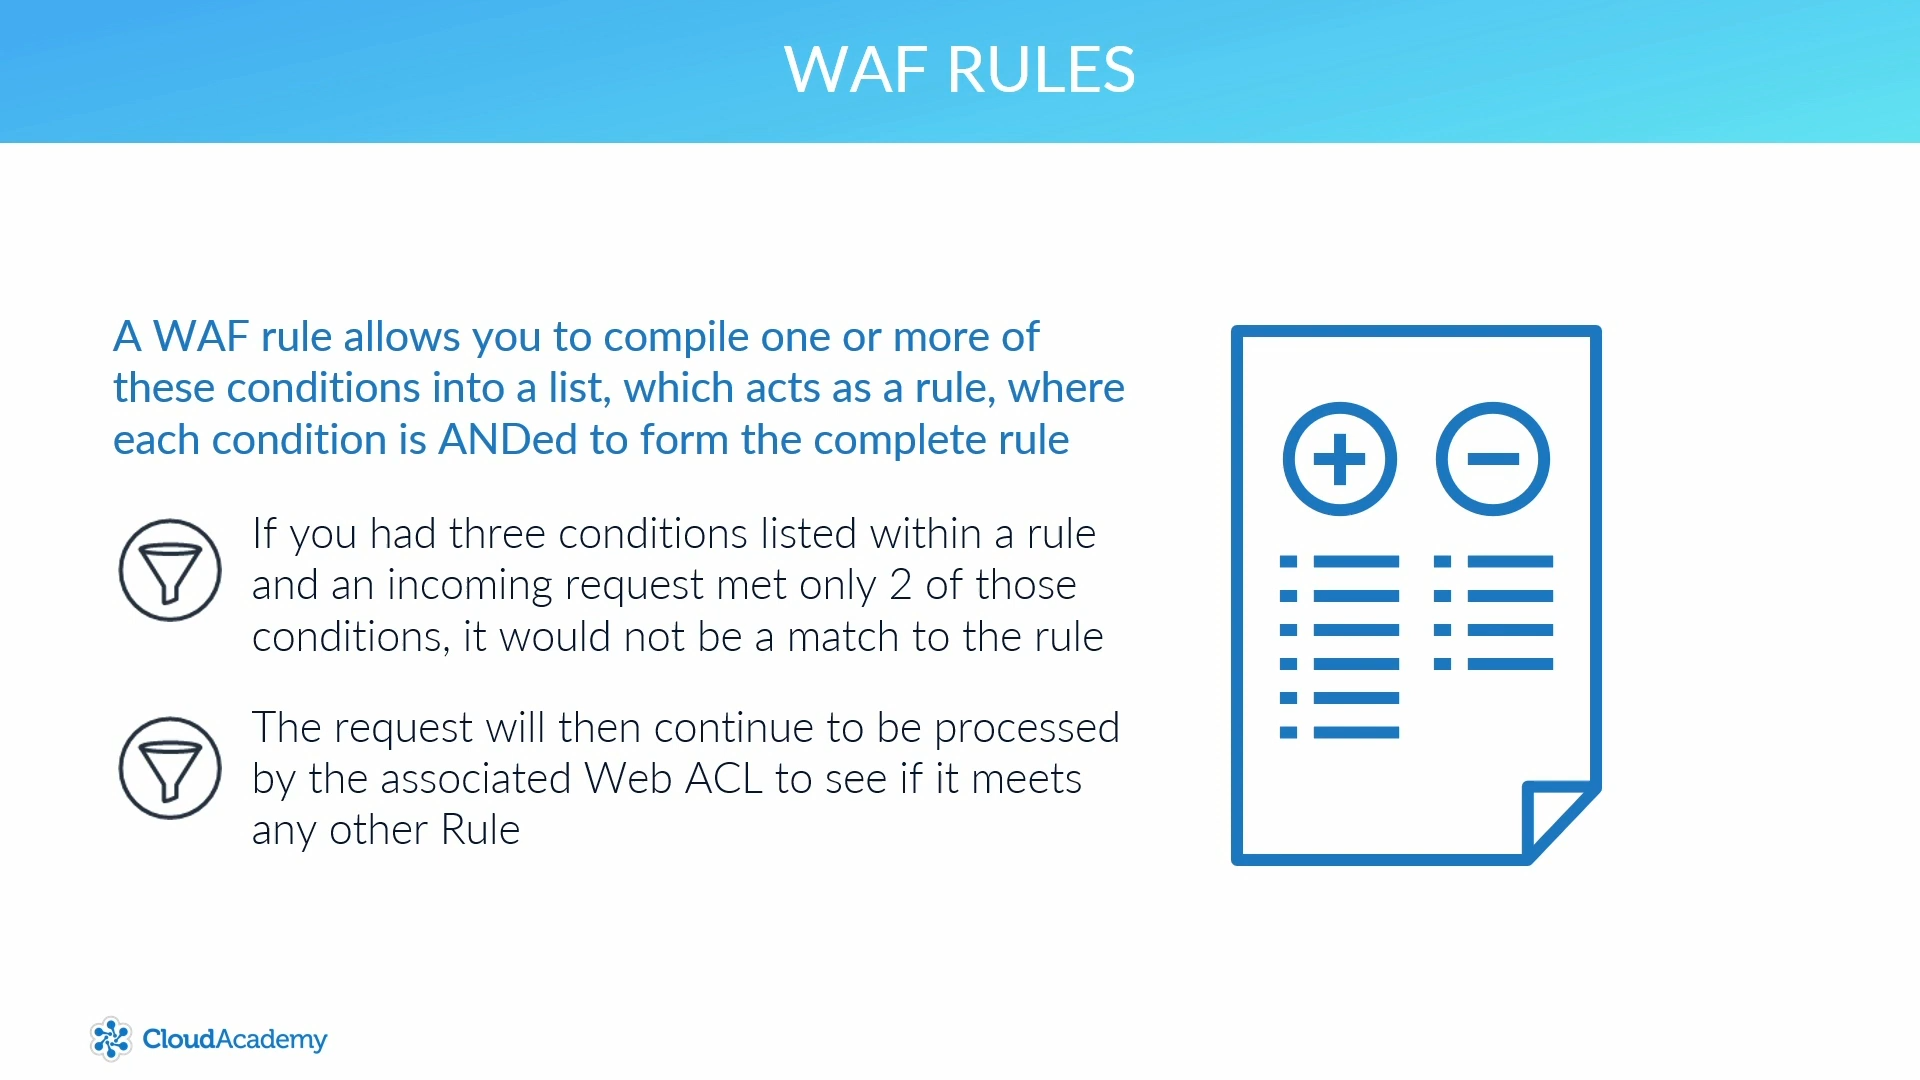 WAF RULES
A WAF rule allows you to compile one or more of
these conditions into a list, which acts as a rule, where
each condition is ANDed to form the complete rule
If you had three conditions listed within a rule
and an incoming request met only 2 of those
conditions, it would not be a match to the rule
The request will then continue to be processed
by the associated Web ACL to see if it meets
any other Rule
CloudAcademy